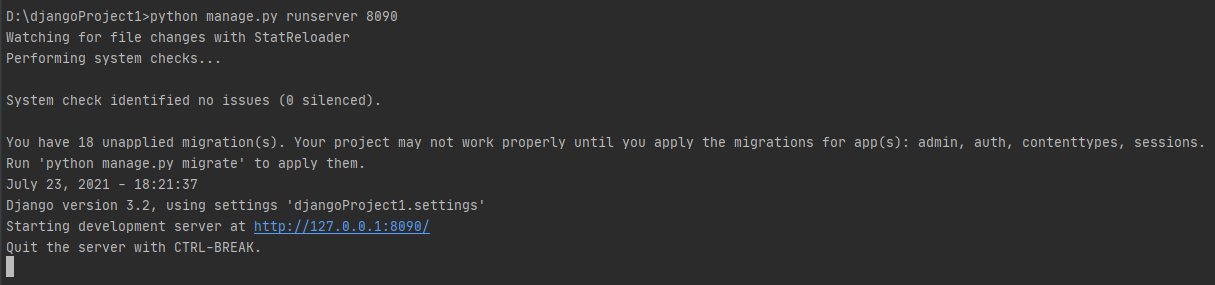 D:\djangoProject1>python manage.py runserver 8090
Watching for file changes with StatReloader
Performing system checks...
System check identified no issues (0 silenced).
You have 18 unapplied migration(s). Your project may not work properly until you apply the migrations for app(s): admin, auth, contenttypes, sessions.
Run 'python manage.py migrate' to apply them.
July 23, 2021 - 18:21:37
Django version 3.2, using settings 'djangoProject1.settings'
Starting development server at http://127.0.0.1:8090/
Quit the server with CTRL-BREAK.